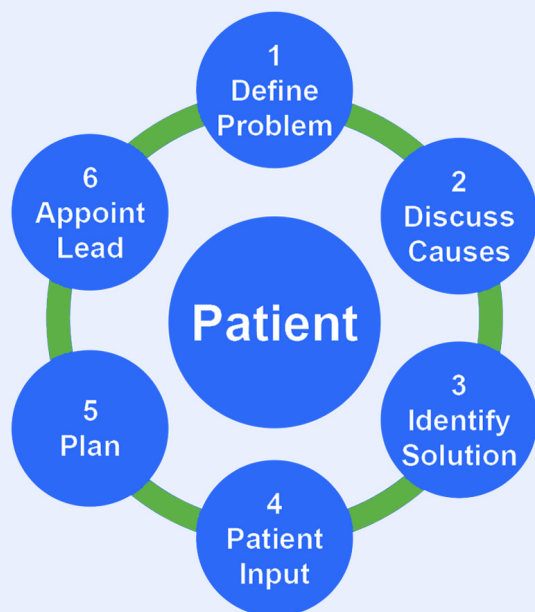 1
Define
Problem
2
Discuss
Causes
3
Identify
Solution
4
Patient
Input
5
Plan
6
Appoint
Lead
Patient